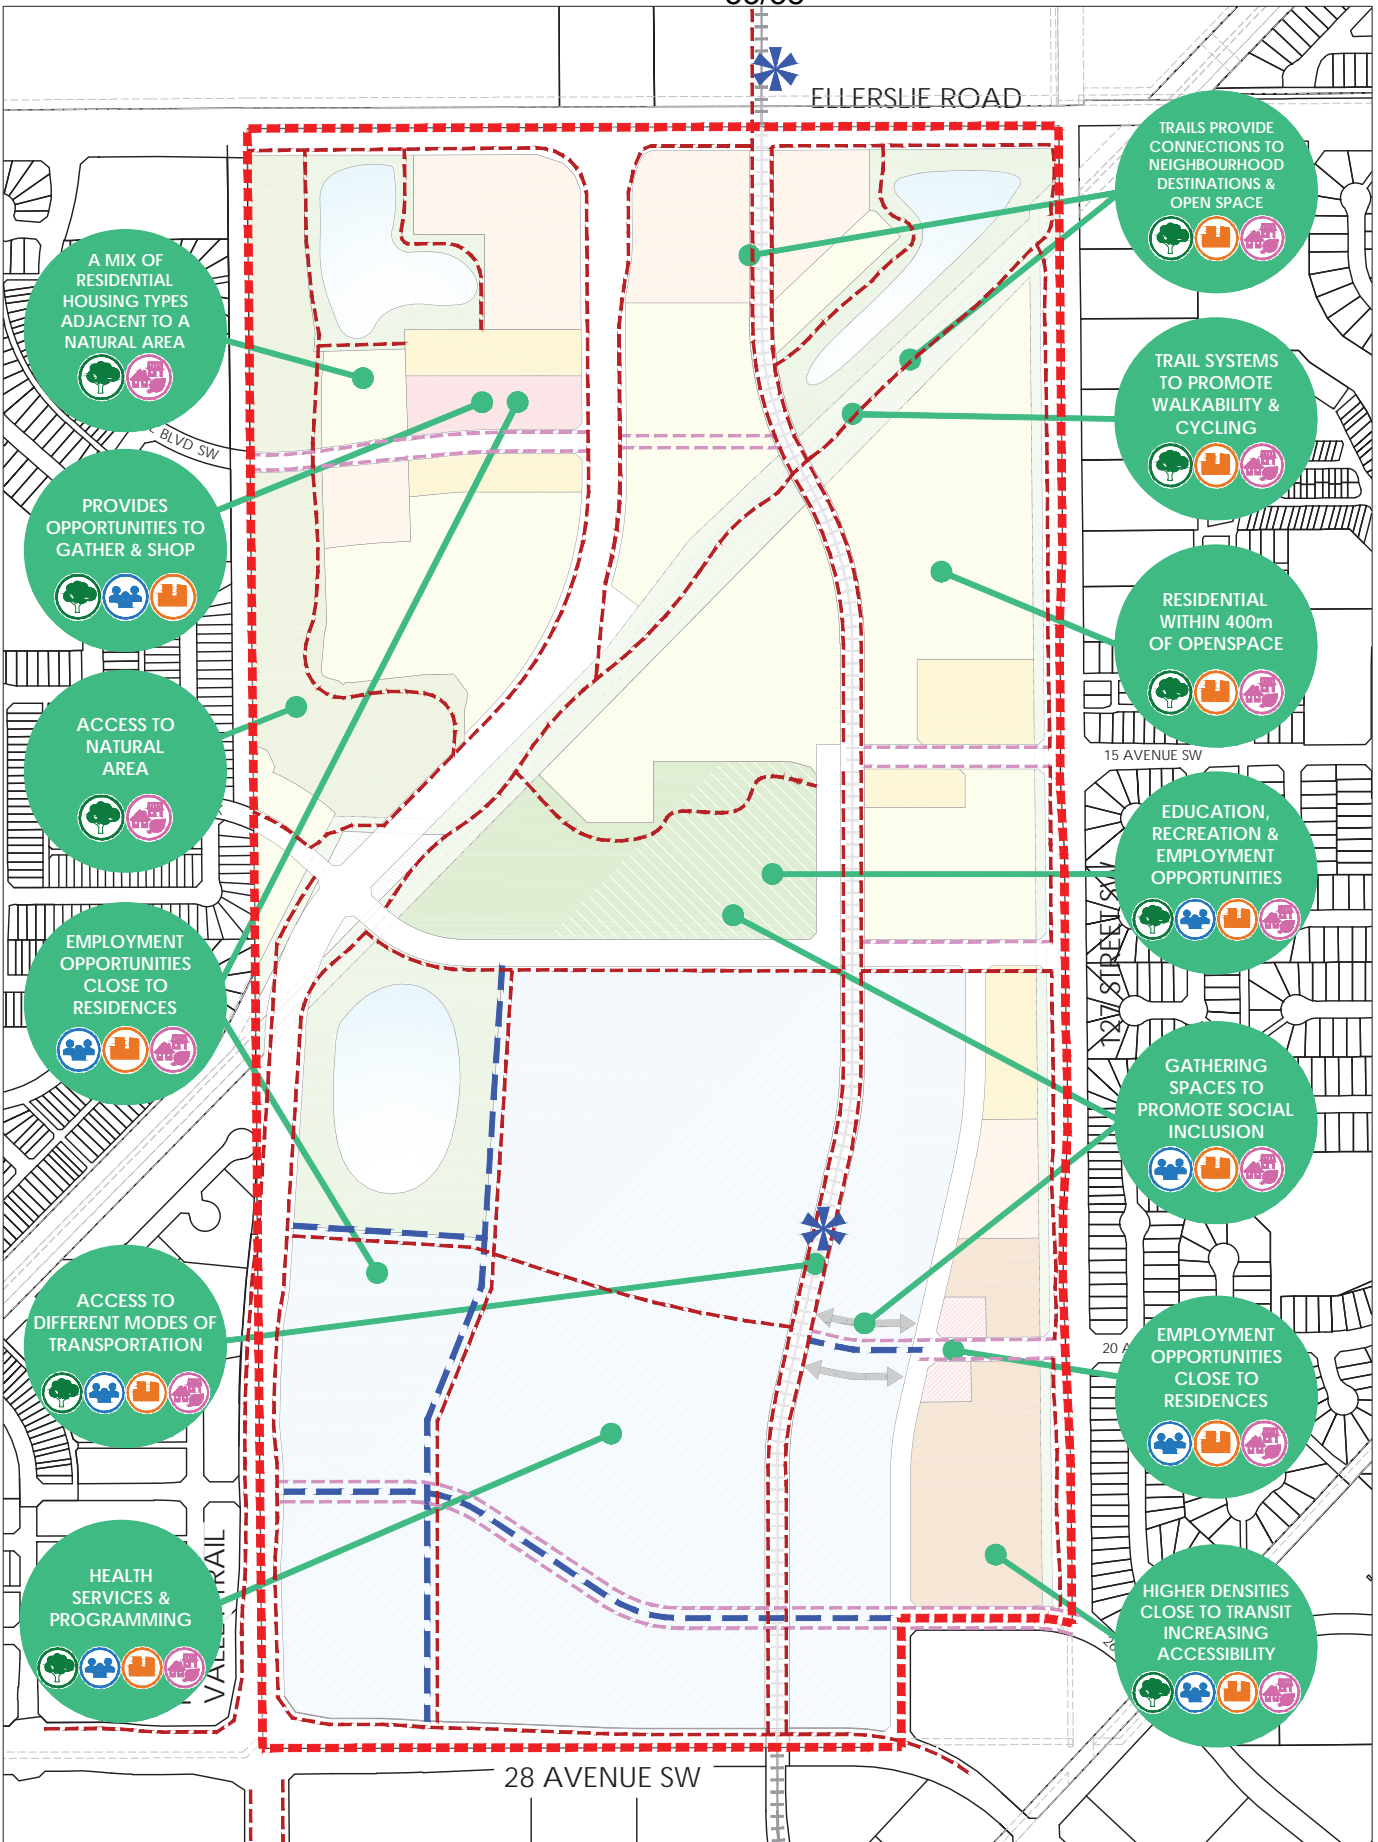 ELLERSLIE ROAD
TRAILS PROVIDE
CONNECTIONS TO
NEIGHBOURHOOD
DESTINATIONS &
OPEN SPACE
A MIX OF
RESIDENTIAL
HOUSING TYPES
ADJACENT TO A
NATURAL AREA
TRAIL SYSTEMS
TO PROMOTE
WALKABILITY &
CYCLING
BLVD SW
PROVIDES
OPPORTUNITIES TO
GATHER & SHOP
RESIDENTIAL
WITHIN 400m
OF OPENSPACE
ACCESS TO
NATURAL
AREA
15 AVENUE SW
EDUCATION,
RECREATION &
EMPLOYMENT
OPPORTUNITIES
127 STREET SW
EMPLOYMENT
OPPORTUNITIES
CLOSE TO
RESIDENCES
GATHERING
SPACES TO
PROMOTE SOCIAL
INCLUSION
ACCESS TO
DIFFERENT MODES OF
TRANSPORTATION
20 A
EMPLOYMENT
OPPORTUNITIES
CLOSE TO
RESIDENCES
HEALTH
SERVICES &
PROGRAMMING
HIGHER DENSITIES
CLOSE TO TRANSIT
INCREASING
ACCESSIBILITY
28 AVENUE SW